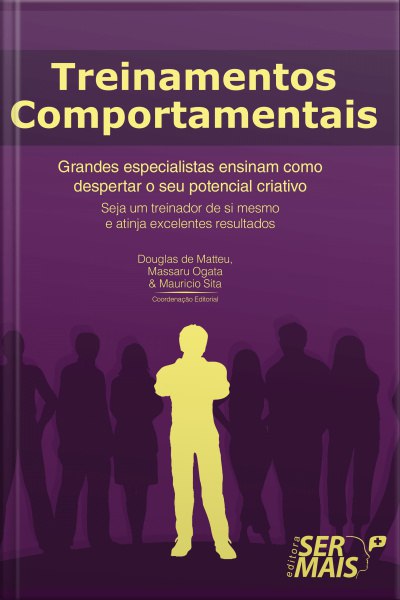 Treinamentos
Comportamentais
Grandes especialistas ensinam como
despertar o seu potencial criativo
Seja um treinador de si mesmo
e atinja excelentes resultados
Douglas de Matteu,
Massaru Ogata
& Mauricio Sita
Coordenação Editorial
editora
SER
MAIS